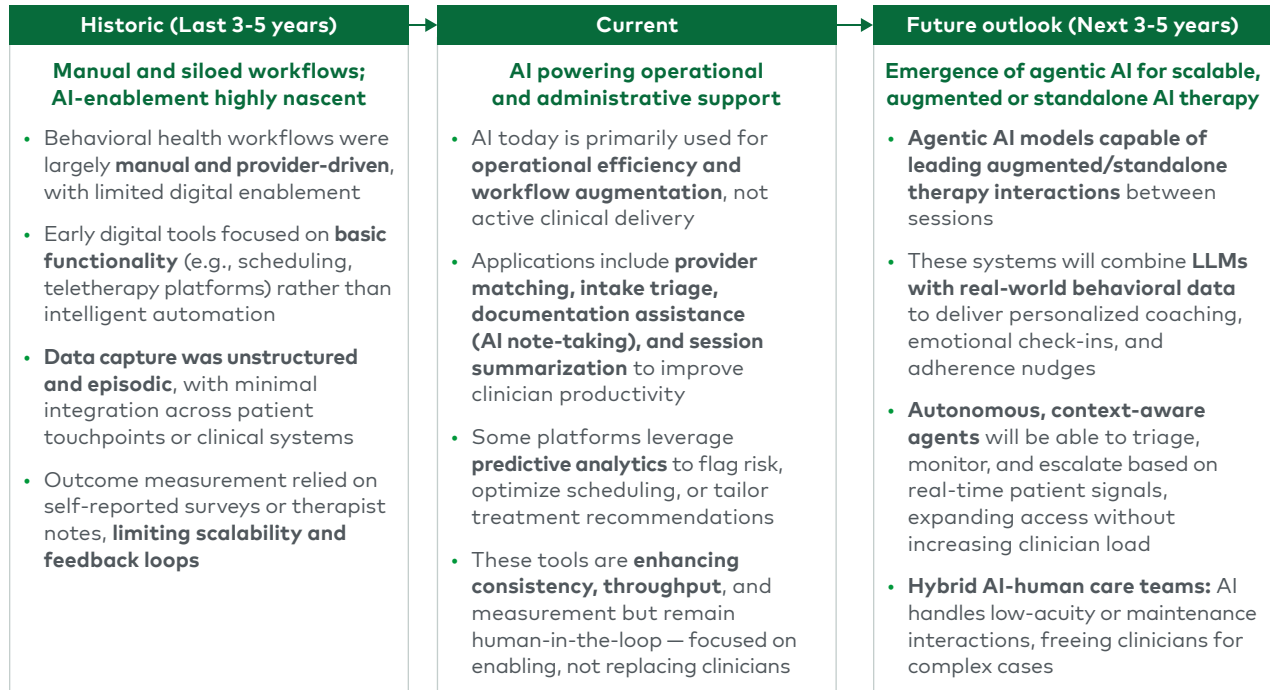 Historic (Last 3-5 years)
Manual and siloed workflows;
AI-enablement highly nascent
• Behavioral health workflows were
largely manual and provider-driven,
with limited digital enablement
• Early digital tools focused on basic
functionality (e.g., scheduling,
teletherapy platforms) rather than
intelligent automation
• Data capture was unstructured
and episodic, with minimal
integration across patient
touchpoints or clinical systems
• Outcome measurement relied on
self-reported surveys or therapist
notes, limiting scalability and
feedback loops
Current
AI powering operational
and administrative support
• AI today is primarily used for
operational efficiency and
workflow augmentation, not
active clinical delivery
• Applications include provider
matching, intake triage,
documentation assistance
(AI note-taking), and session
summarization to improve
clinician productivity
• Some platforms leverage
predictive analytics to flag risk,
optimize scheduling, or tailor
treatment recommendations
• These tools are enhancing
consistency, throughput, and
measurement but remain
human-in-the-loop — focused on
enabling, not replacing clinicians
Future outlook (Next 3-5 years)
Emergence of agentic AI for scalable,
augmented or standalone AI therapy
• Agentic AI models capable of
leading augmented/standalone
therapy interactions between
sessions
• These systems will combine LLMs
with real-world behavioral data
to deliver personalized coaching,
emotional check-ins, and
adherence nudges
• Autonomous, context-aware
agents will be able to triage,
monitor, and escalate based on
real-time patient signals,
expanding access without
increasing clinician load
• Hybrid AI-human care teams: AI
handles low-acuity or maintenance
interactions, freeing clinicians for
complex cases